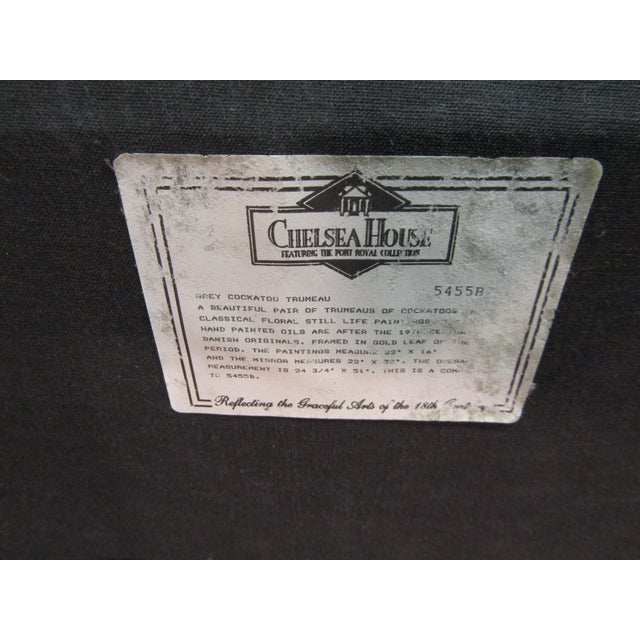 CHELSEA HOUSE
FEATURING THE PORT ROYAL COLLECTION
5455B
GREY COCKATOO TRUMEAU
A BEAUTIFUL PAIR OF TRUMEAUS OF COCKATOOS
CLASSICAL FLORAL STILL LIFE PAINTINGS
HAND PAINTED OILS ARE AFTER THE 19TH
DANISH ORIGINALS, FRAMED IN GOLD LEAF OF THE
PERIOD. THE PAINTINGS MEASURE 22" X 16"
AND THE MIRROR MEASURES 22" X 32". THE OVERALL
MEASUREMENT IS 24 3/4" X 51". THIS IS A
TO 5455B.
Reflecting the Graceful Arts of the 18th